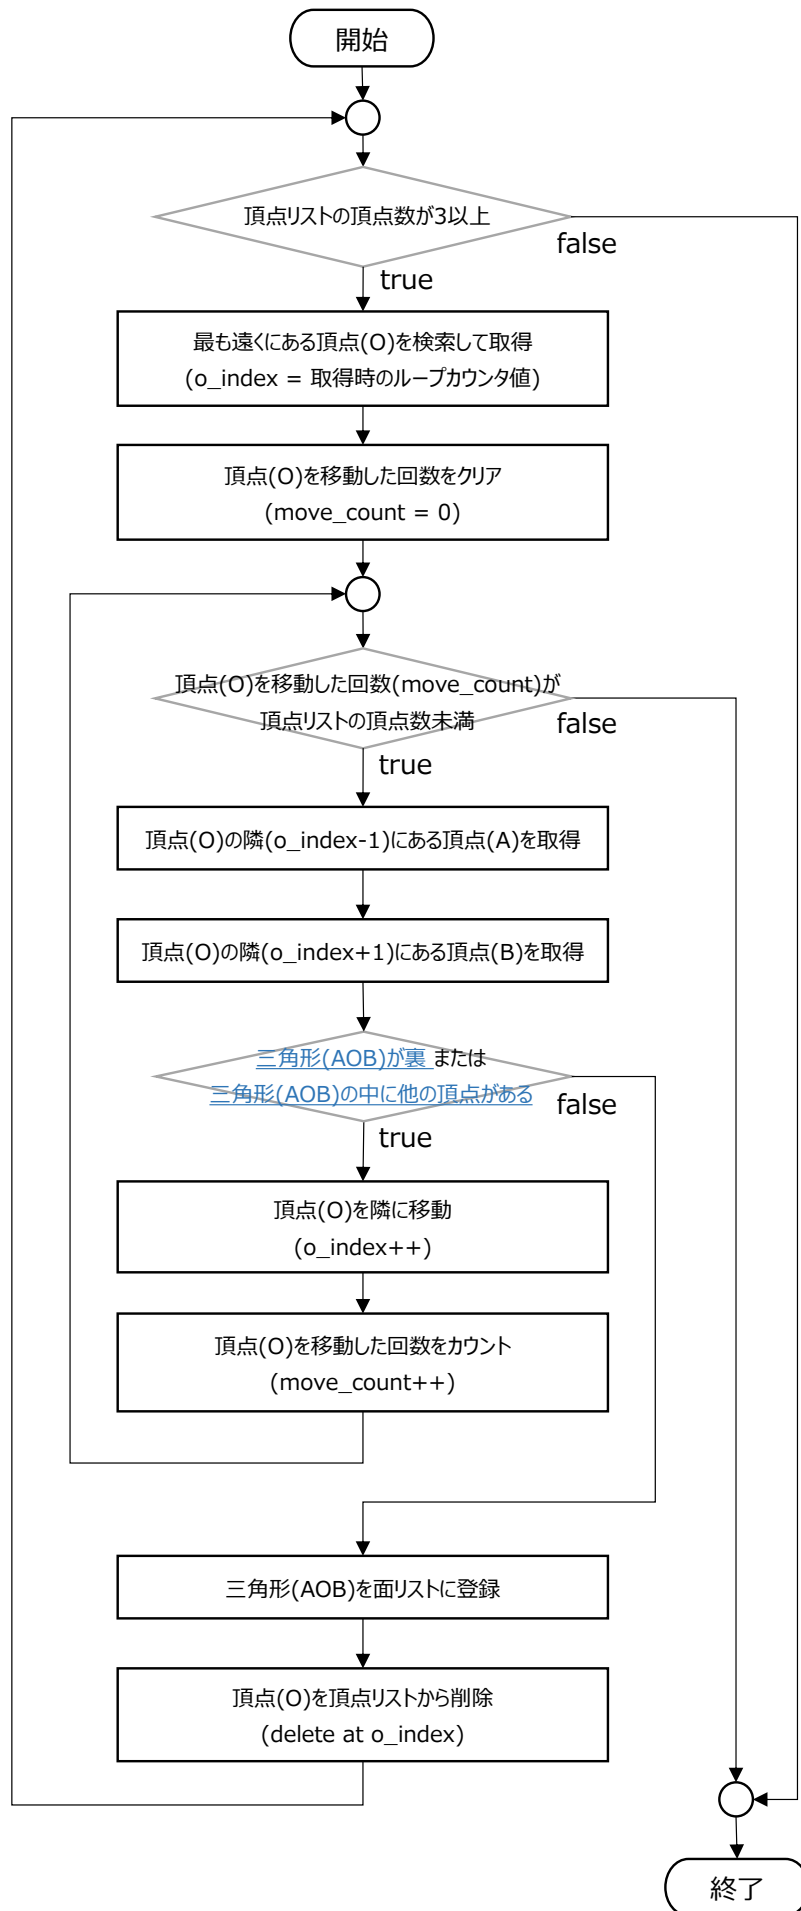 開始
頂点リストの頂点数が3以上
false
true
最も遠くにある頂点(O)を検索して取得
(o_index = 取得時のループカウンタ値)
頂点(O)を移動した回数をクリア
(move_count = 0)
頂点(O)を移動した回数(move_count)が
頂点リストの頂点数未満
false
true
頂点(O)の隣(o_index-1)にある頂点(A)を取得
頂点(O)の隣(o_index+1)にある頂点(B)を取得
三角形(AOB)が裏 または
三角形(AOB)の中に他の頂点がある
false
true
頂点(O)を隣に移動
(o_index++)
頂点(O)を移動した回数をカウント
(move_count++)
三角形(AOB)を面リストに登録
頂点(O)を頂点リストから削除
(delete at o_index)
終了